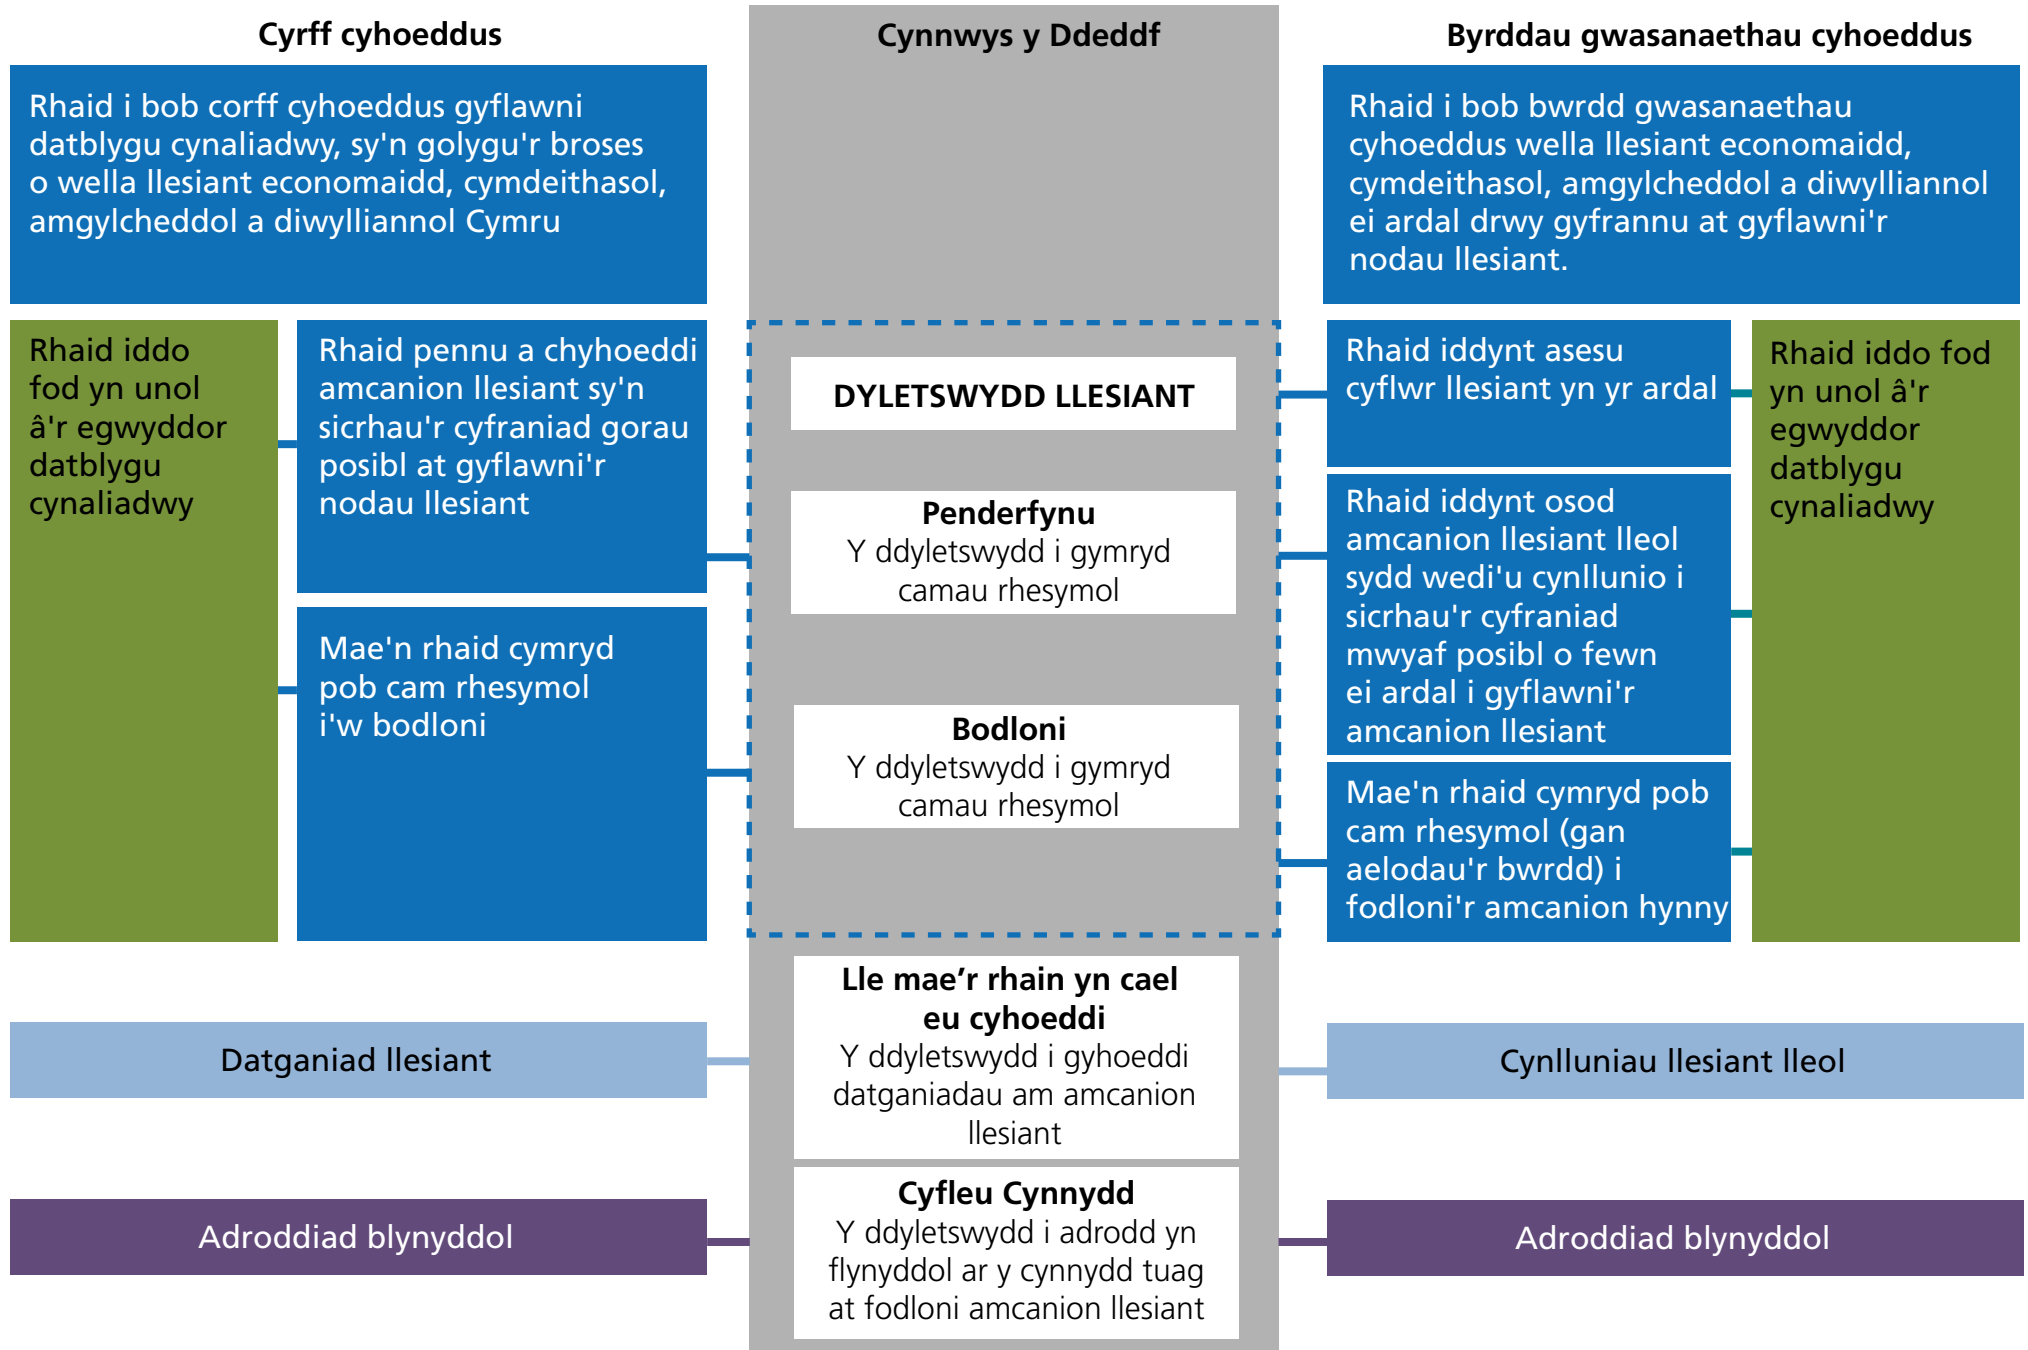 Cyrff cyhoeddus
Rhaid i bob corff cyhoeddus gyflawni
datblygu cynaliadwy, sy'n golygu'r broses
o wella llesiant economaidd, cymdeithasol,
amgylcheddol a diwylliannol Cymru
Rhaid iddo
fod yn unol
â'r egwyddor
datblygu
cynaliadwy
Rhaid pennu a chyhoeddi
amcanion llesiant sy'n
sicrhau'r cyfraniad gorau
posibl at gyflawni'r
nodau llesiant
Mae'n rhaid cymryd
pob cam rhesymol
i'w bodloni
Datganiad llesiant
Adroddiad blynyddol
Cynnwys y Ddeddf
DYLETSWYDD LLESIANT
Penderfynu
Y ddyletswydd i gymryd
camau rhesymol
Bodloni
Y ddyletswydd i gymryd
camau rhesymol
Lle mae’r rhain yn cael
eu cyhoeddi
Y ddyletswydd i gyhoeddi
datganiadau am amcanion
llesiant
Cyfleu Cynnydd
Y ddyletswydd i adrodd yn
flynyddol ar y cynnydd tuag
at fodloni amcanion llesiant
Byrddau gwasanaethau cyhoeddus
Rhaid i bob bwrdd gwasanaethau
cyhoeddus wella llesiant economaidd,
cymdeithasol, amgylcheddol a diwylliannol
ei ardal drwy gyfrannu at gyflawni'r
nodau llesiant.
Rhaid iddynt asesu
cyflwr llesiant yn yr ardal
Rhaid iddynt osod
amcanion llesiant lleol
sydd wedi'u cynllunio i
sicrhau'r cyfraniad
mwyaf posibl o fewn
ei ardal i gyflawni'r
amcanion llesiant
Mae'n rhaid cymryd pob
cam rhesymol (gan
aelodau'r bwrdd) i
fodloni'r amcanion hynny
Rhaid iddo fod
yn unol â'r
egwyddor
datblygu
cynaliadwy
Cynlluniau llesiant lleol
Adroddiad blynyddol